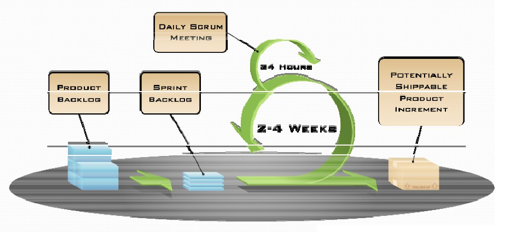 Daily Scrum
Meeting
24 Hours
Product
Backlog
Sprint
Backlog
Potentially
Shippable
Product
Increment
2-4 Weeks